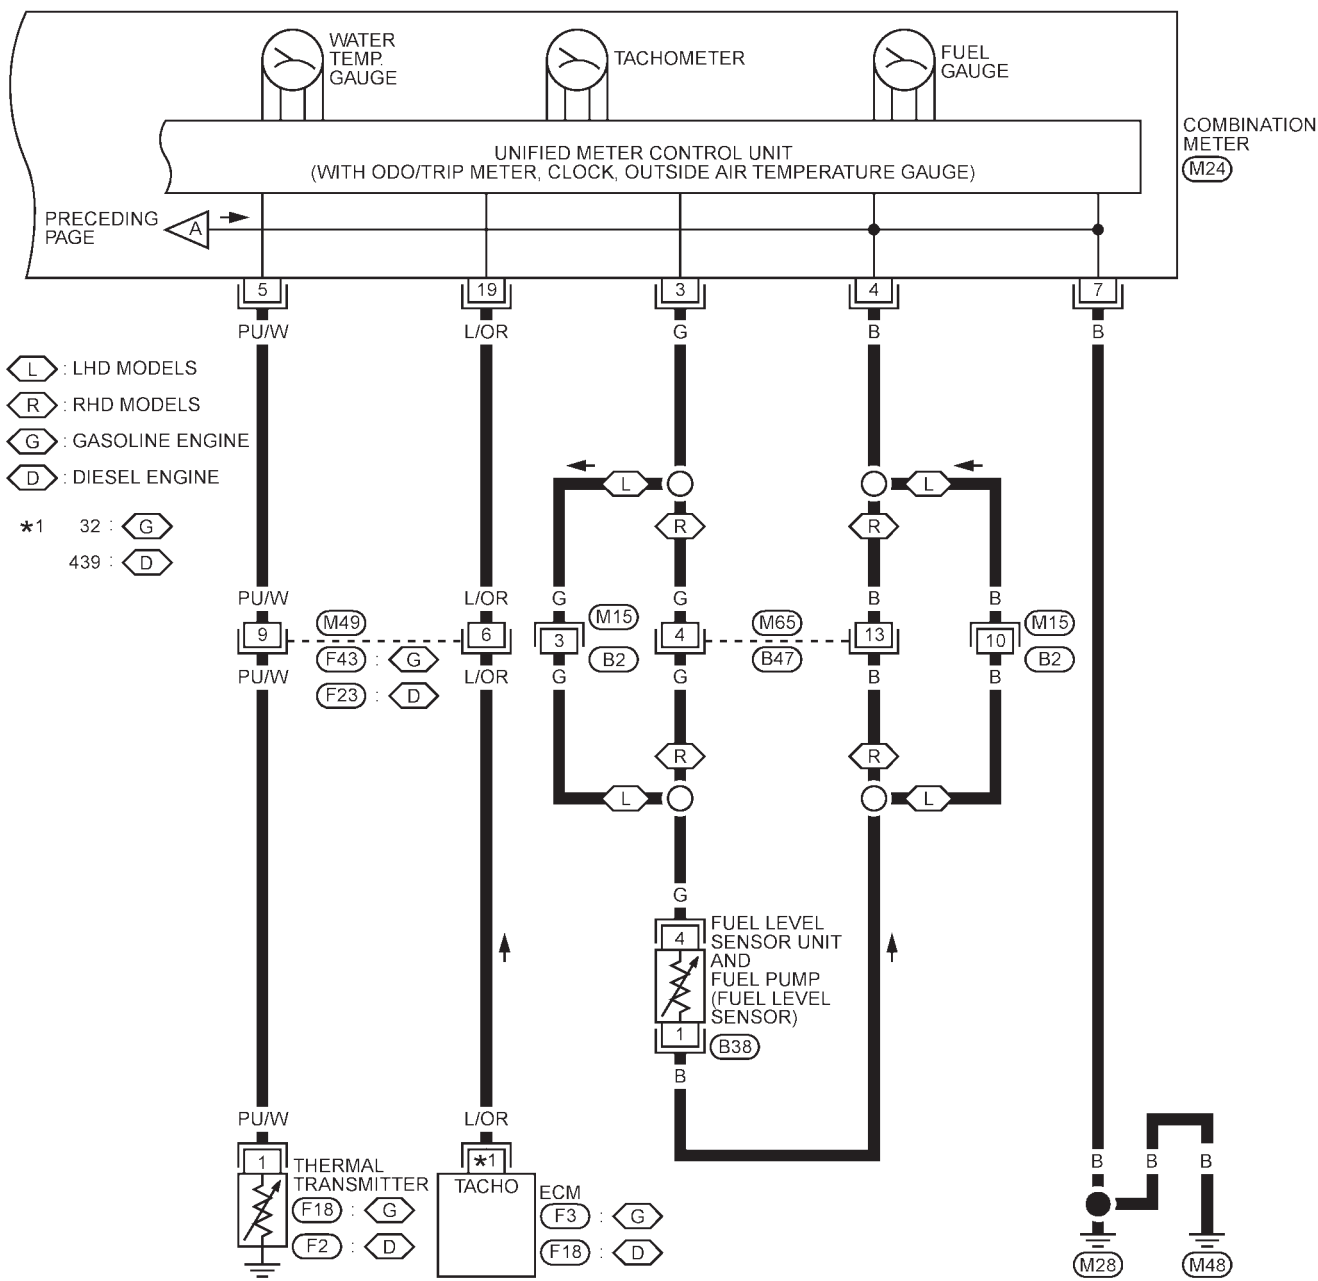 WATER
TEMP.
GAUGE
TACHOMETER
FUEL
GAUGE
COMBINATION
METER
M24
UNIFIED METER CONTROL UNIT
(WITH ODO/TRIP METER, CLOCK, OUTSIDE AIR TEMPERATURE GAUGE)
PRECEDING
PAGE
A
5 19 3 4 7
PU/W L/OR G B B
L : LHD MODELS
R : RHD MODELS
G : GASOLINE ENGINE
D : DIESEL ENGINE
*1 32 : G
439 : D
L L
R R
PU/W L/OR G G B B
M49 M15 M65 M15
9 6 3 4 13 10
F43 : G B2 B47 B2
PU/W L/OR G G B B
F23 : D
R R
L L
G
4
FUEL LEVEL
SENSOR UNIT
AND
FUEL PUMP
(FUEL LEVEL
SENSOR)
1
B38
B
PU/W L/OR
1 *1
THERMAL
TRANSMITTER
F18 : G
F2 : D
TACHO
ECM
F3 : G
F18 : D
B B B
M28 M48